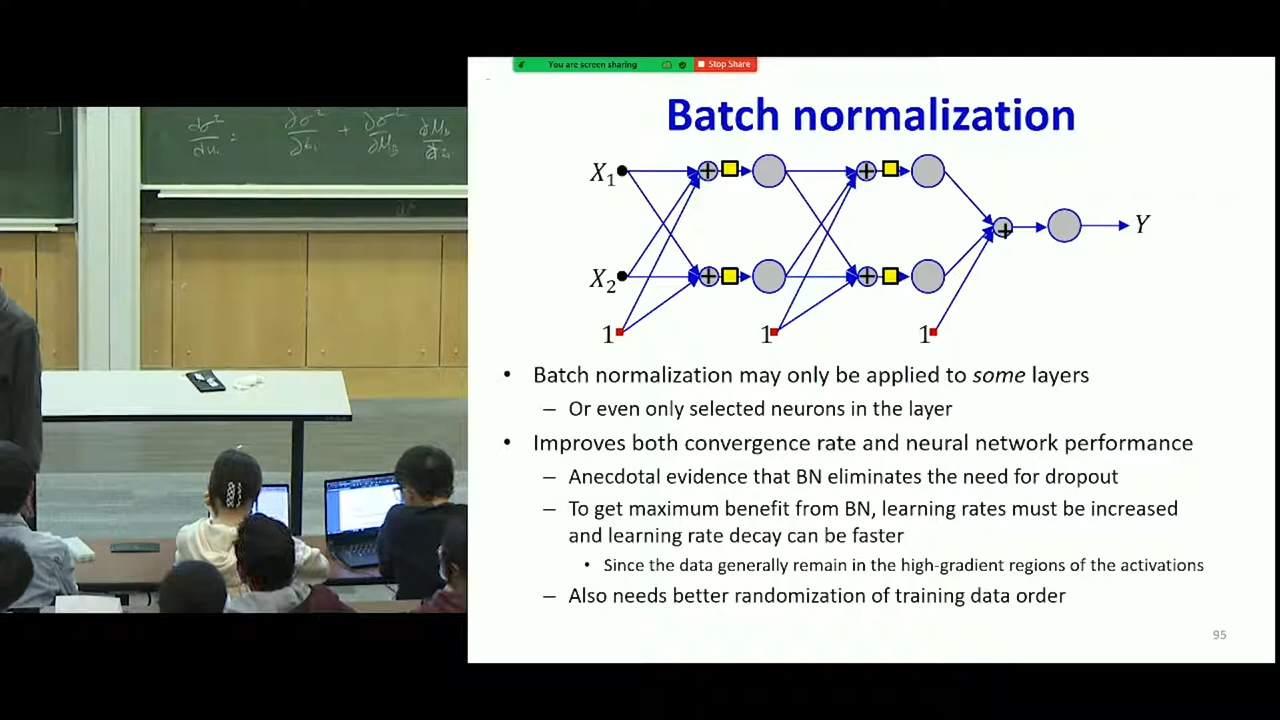 You are screen sharing Stop Share
Batch normalization
X₁
X₂
Y
1 1 1
• Batch normalization may only be applied to some layers
– Or even only selected neurons in the layer
• Improves both convergence rate and neural network performance
– Anecdotal evidence that BN eliminates the need for dropout
– To get maximum benefit from BN, learning rates must be increased
and learning rate decay can be faster
• Since the data generally remain in the high-gradient regions of the activations
– Also needs better randomization of training data order
95